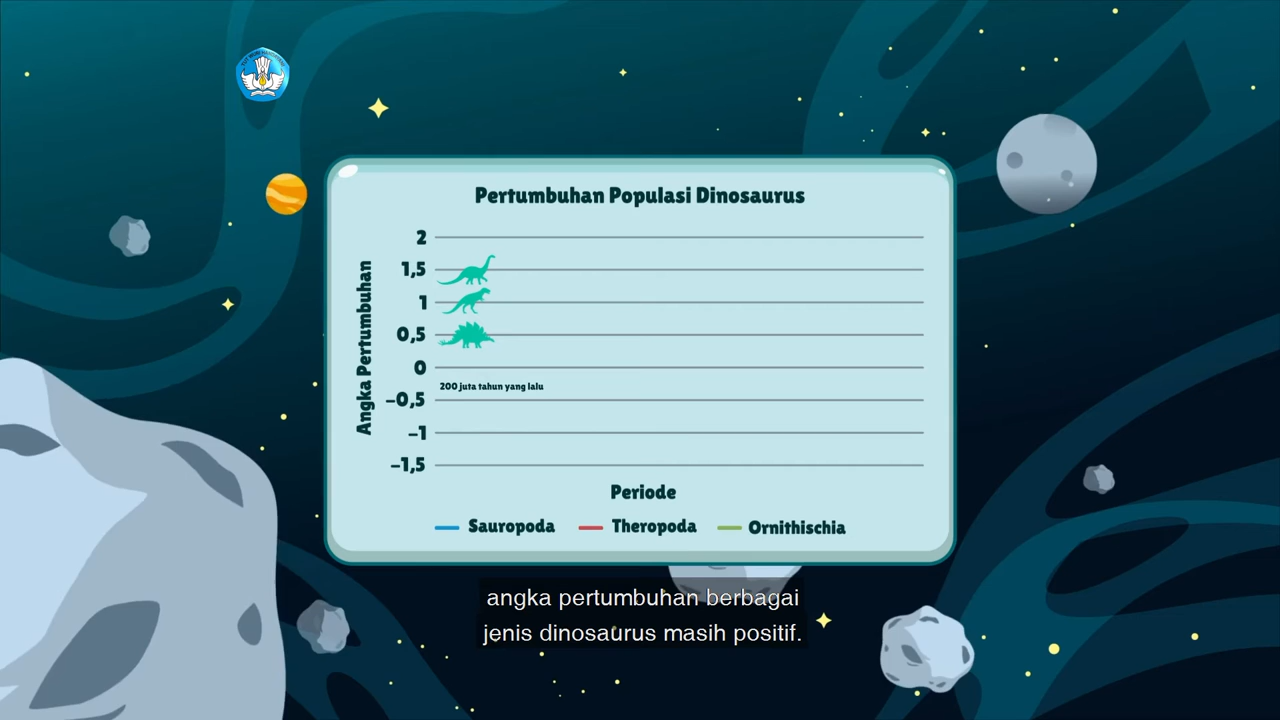 Pertumbuhan Populasi Dinosaurus
Angka Pertumbuhan
2
1,5
1
0,5
0
200 juta tahun yang lalu
–0,5
–1
–1,5
Periode
Sauropoda Theropoda Ornithischia
angka pertumbuhan berbagai
jenis dinosaurus masih positif.